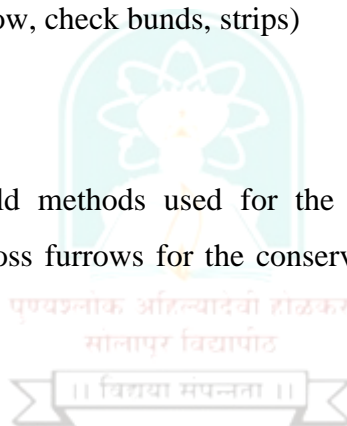 ow, check bunds, strips)
ld methods used for the
oss furrows for the conserv
पुण्यश्लोक अहिल्यादेवी होळकर
सोलापूर विद्यापीठ
।। विद्यया संपन्नता ।।